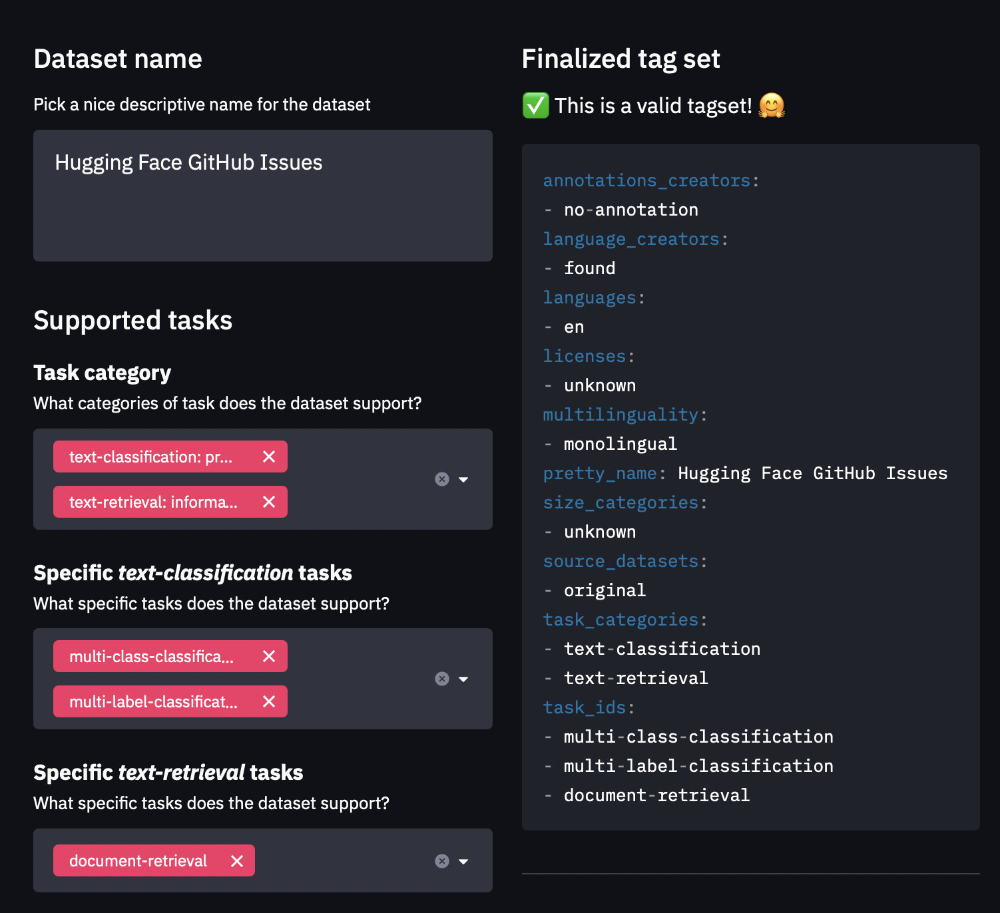 Dataset name
Pick a nice descriptive name for the dataset
Hugging Face GitHub Issues
Supported tasks
Task category
What categories of task does the dataset support?
text-classification: pr...
text-retrieval: informa...
Specific text-classification tasks
What specific tasks does the dataset support?
multi-class-classifica...
multi-label-classificat...
Specific text-retrieval tasks
What specific tasks does the dataset support?
document-retrieval
Finalized tag set
✅ This is a valid tagset! 🤗
annotations_creators:
- no-annotation
language_creators:
- found
languages:
- en
licenses:
- unknown
multilinguality:
- monolingual
pretty_name: Hugging Face GitHub Issues
size_categories:
- unknown
source_datasets:
- original
task_categories:
- text-classification
- text-retrieval
task_ids:
- multi-class-classification
- multi-label-classification
- document-retrieval